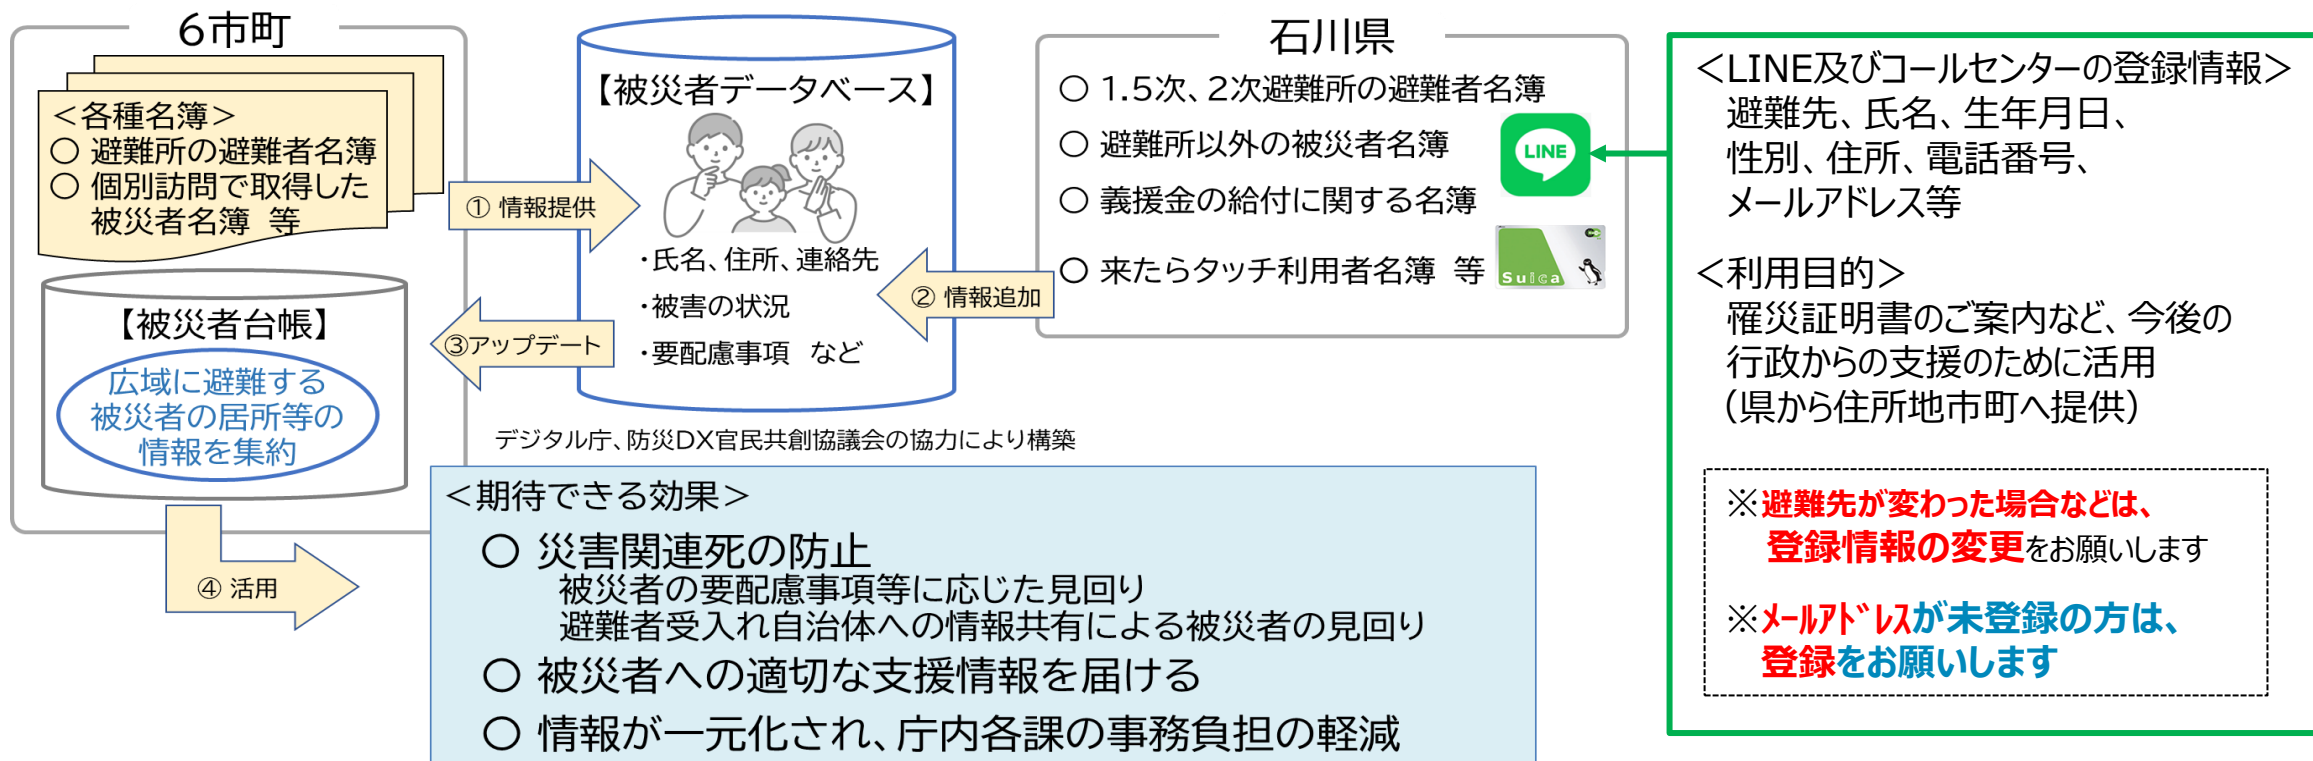 6市町
＜各種名簿＞
○ 避難所の避難者名簿
○ 個別訪問で取得した
被災者名簿 等
【被災者台帳】
広域に避難する
被災者の居所等の
情報を集約
① 情報提供
③アップデート
④ 活用
【被災者データベース】
・氏名、住所、連絡先
・被害の状況
・要配慮事項 など
② 情報追加
デジタル庁、防災DX官民共創協議会の協力により構築
石川県
○ 1.5次、2次避難所の避難者名簿
○ 避難所以外の被災者名簿
○ 義援金の給付に関する名簿
○ 来たらタッチ利用者名簿 等
LINE
Suica
＜期待できる効果＞
○ 災害関連死の防止
被災者の要配慮事項等に応じた見回り
避難者受入れ自治体への情報共有による被災者の見回り
○ 被災者への適切な支援情報を届ける
○ 情報が一元化され、庁内各課の事務負担の軽減
＜LINE及びコールセンターの登録情報＞
避難先、氏名、生年月日、
性別、住所、電話番号、
メールアドレス等
＜利用目的＞
罹災証明書のご案内など、今後の
行政からの支援のために活用
（県から住所地市町へ提供）
※避難先が変わった場合などは、
登録情報の変更をお願いします
※メールアドレスが未登録の方は、
登録をお願いします